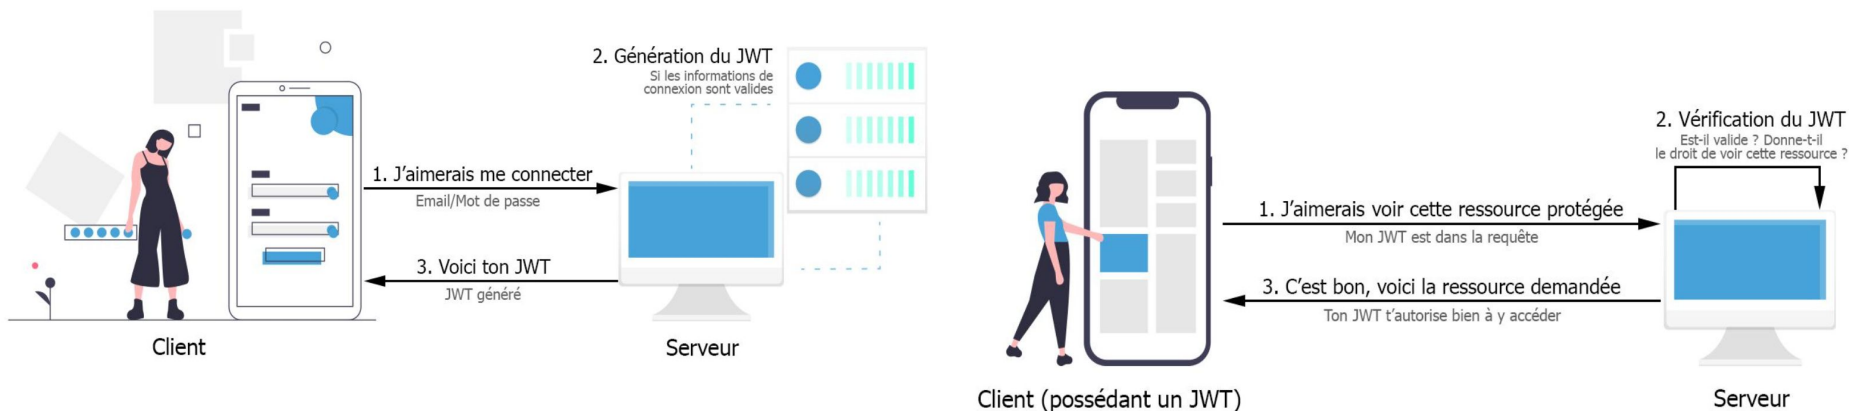 2. Génération du JWT
Si les informations de
connexion sont valides
1. J’aimerais me connecter
Email/Mot de passe
3. Voici ton JWT
JWT généré
Client
Serveur
2. Vérification du JWT
Est-il valide ? Donne-t-il
le droit de voir cette ressource ?
1. J’aimerais voir cette ressource protégée
Mon JWT est dans la requête
3. C’est bon, voici la ressource demandée
Ton JWT t’autorise bien à y accéder
Client (possédant un JWT)
Serveur